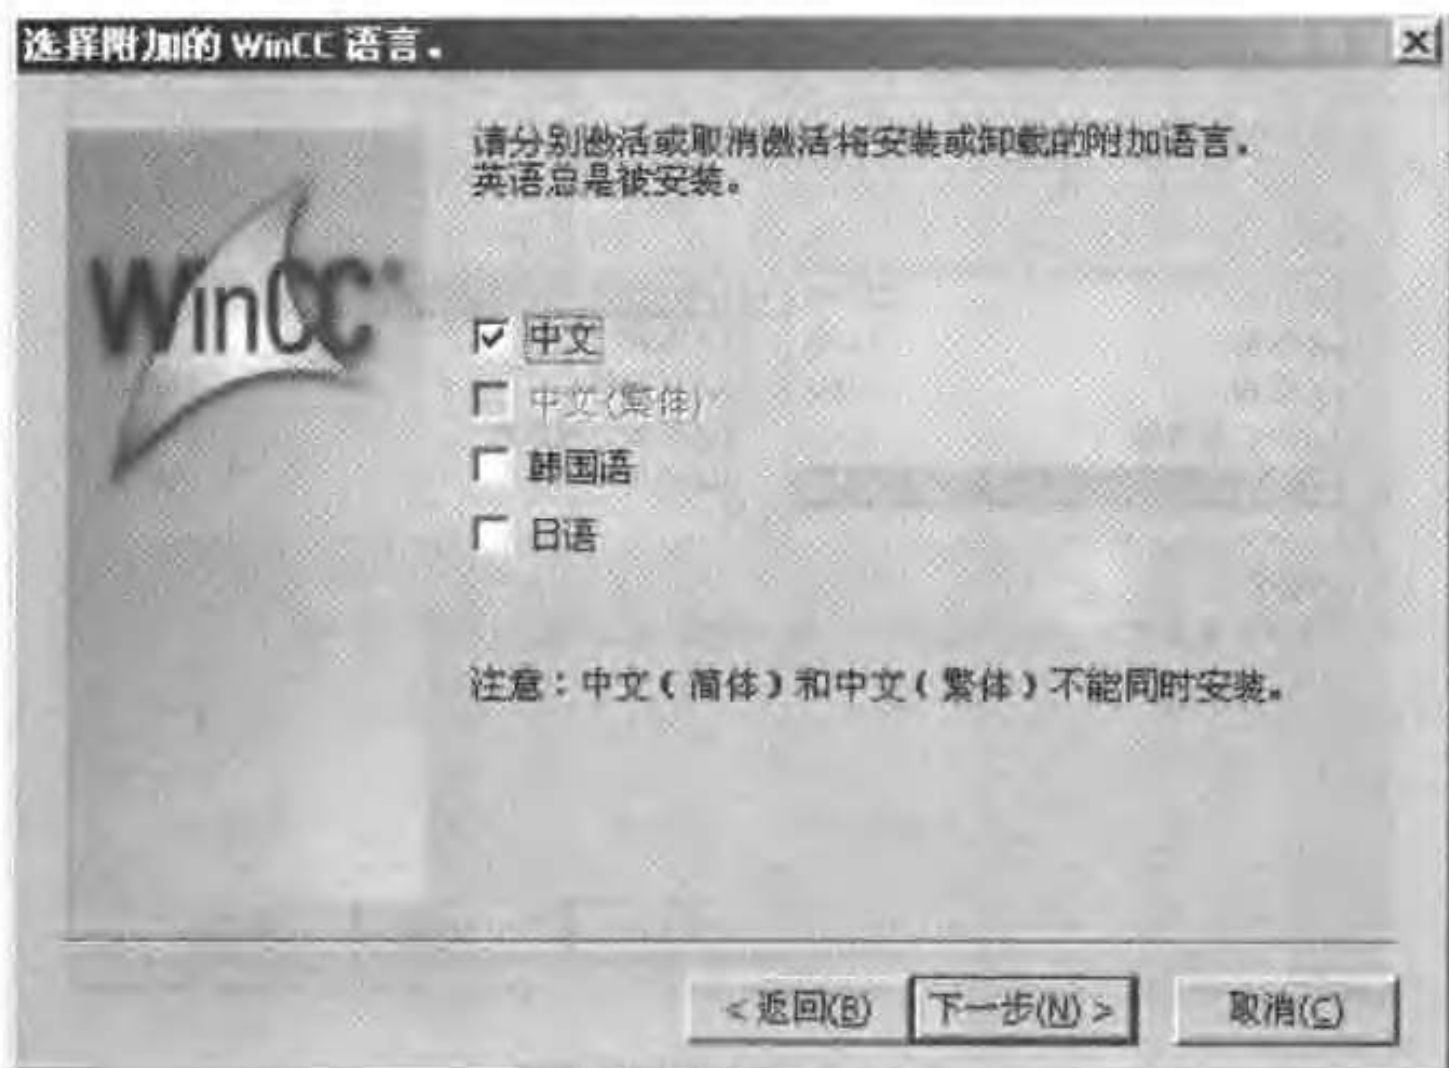 选择附加的 WinCC 语言。
请分别激活或取消激活将安装或卸载的附加语言。
英语总是被安装。
WinCC
中文
中文(繁体)
韩国语
日语
注意：中文(简体)和中文(繁体)不能同时安装。
<返回(B)
下一步(N)>
取消(C)